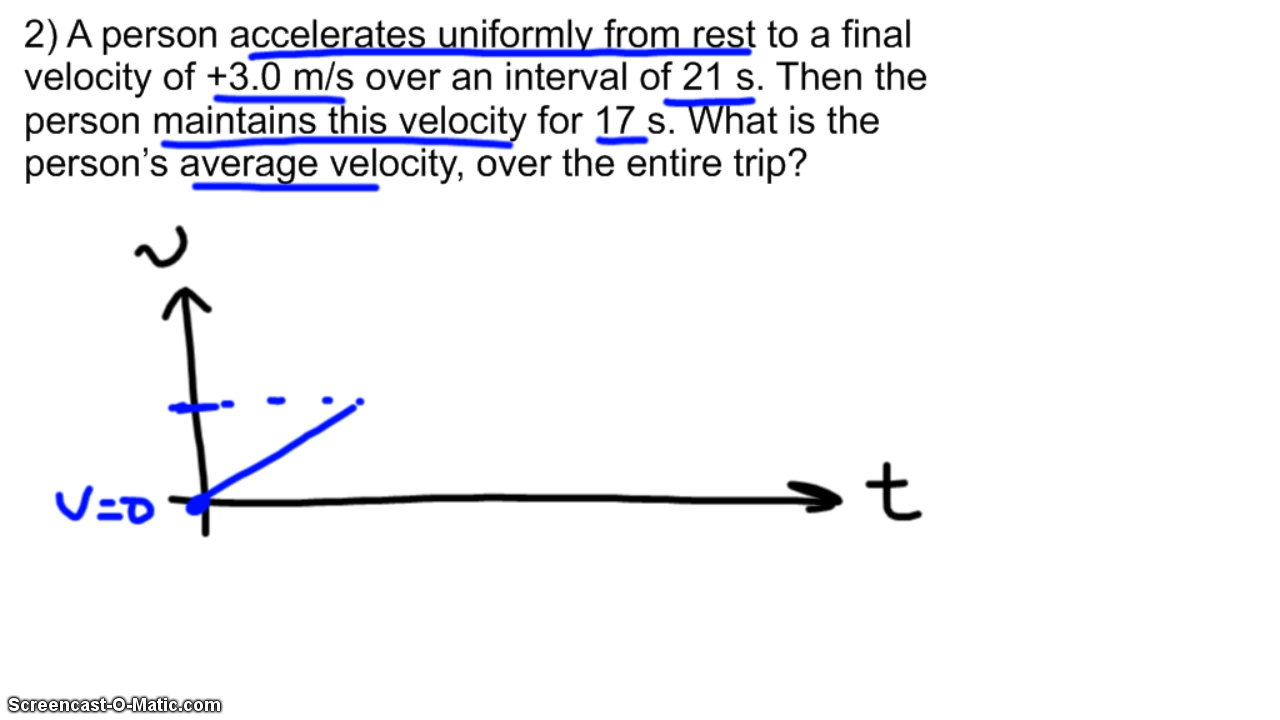 2) A person accelerates uniformly from rest to a final
velocity of +3.0 m/s over an interval of 21 s. Then the
person maintains this velocity for 17 s. What is the
person’s average velocity, over the entire trip?
v
v=0
t
Screencast-O-Matic.com